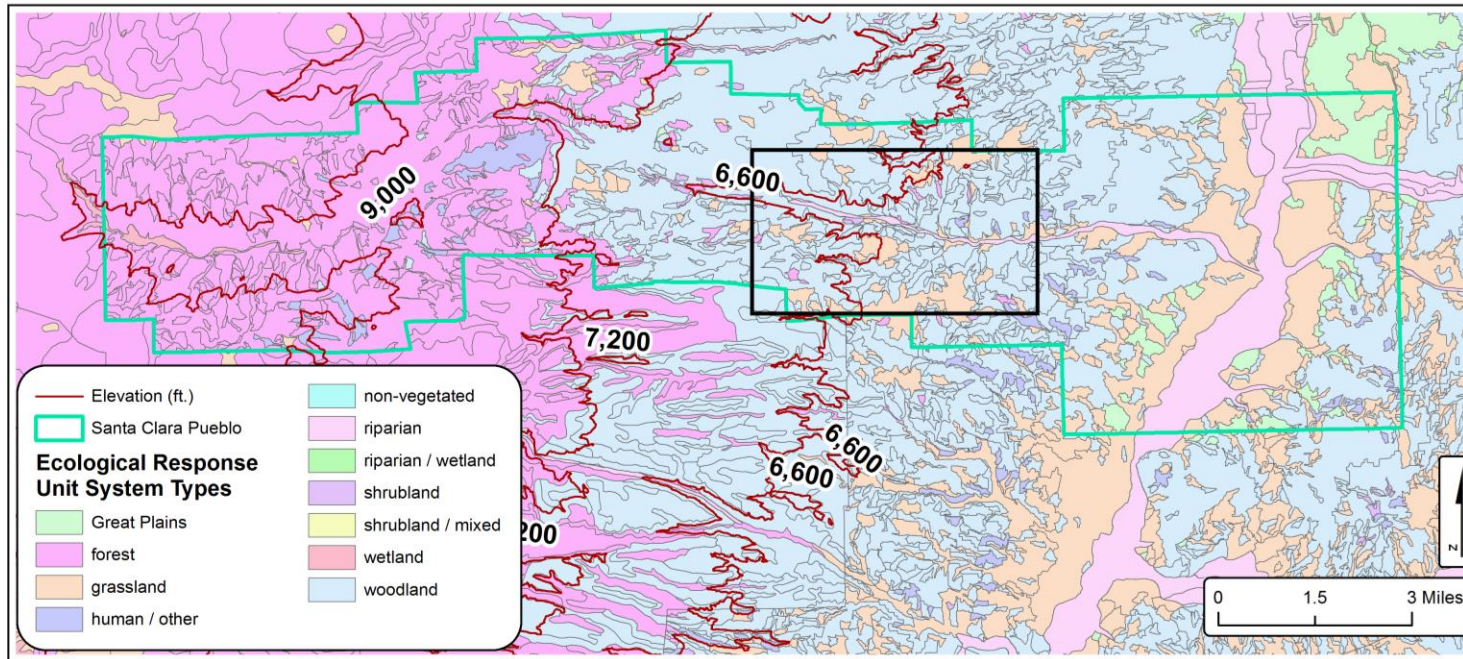 9,000
6,600
7,200
6,600
6,600
200
Elevation (ft.)
Santa Clara Pueblo
Ecological Response
Unit System Types
Great Plains
forest
grassland
human / other
non-vegetated
riparian
riparian / wetland
shrubland
shrubland / mixed
wetland
woodland
N
0 1.5 3 Miles